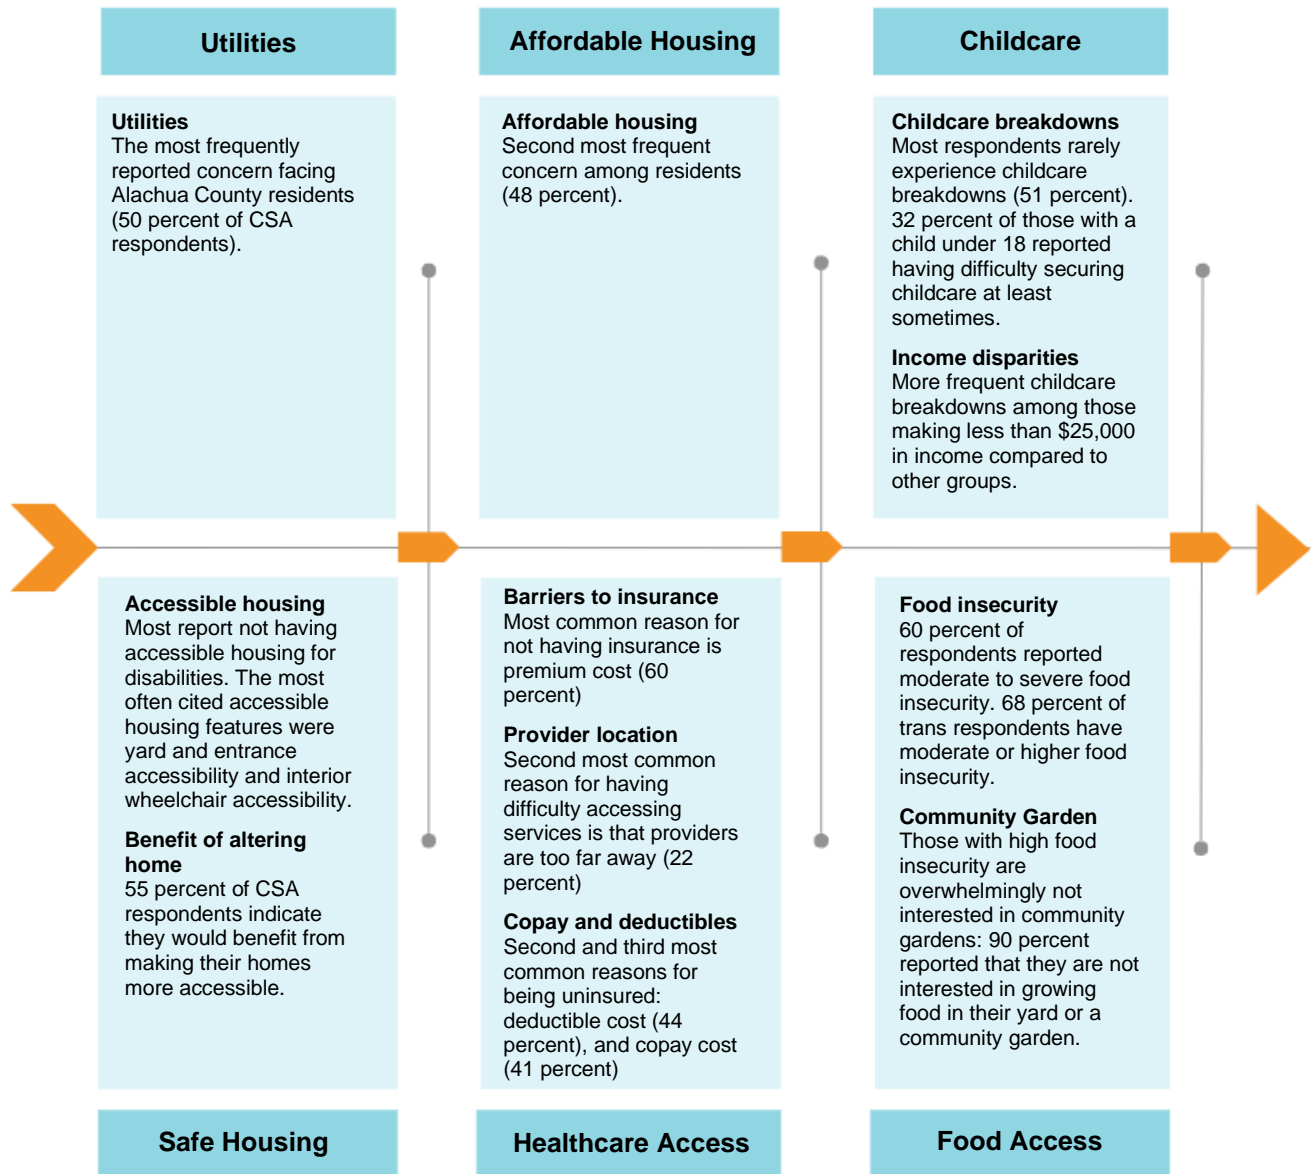 Utilities
Affordable Housing
Childcare
Utilities
The most frequently
reported concern facing
Alachua County residents
(50 percent of CSA
respondents).
Affordable housing
Second most frequent
concern among residents
(48 percent).
Childcare breakdowns
Most respondents rarely
experience childcare
breakdowns (51 percent).
32 percent of those with a
child under 18 reported
having difficulty securing
childcare at least
sometimes.
Income disparities
More frequent childcare
breakdowns among those
making less than $25,000
in income compared to
other groups.
Accessible housing
Most report not having
accessible housing for
disabilities. The most
often cited accessible
housing features were
yard and entrance
accessibility and interior
wheelchair accessibility.
Benefit of altering
home
55 percent of CSA
respondents indicate
they would benefit from
making their homes
more accessible.
Barriers to insurance
Most common reason for
not having insurance is
premium cost (60
percent)
Provider location
Second most common
reason for having
difficulty accessing
services is that providers
are too far away (22
percent)
Copay and deductibles
Second and third most
common reasons for
being uninsured:
deductible cost (44
percent), and copay cost
(41 percent)
Food insecurity
60 percent of
respondents reported
moderate to severe food
insecurity. 68 percent of
trans respondents have
moderate or higher food
insecurity.
Community Garden
Those with high food
insecurity are
overwhelmingly not
interested in community
gardens: 90 percent
reported that they are not
interested in growing
food in their yard or a
community garden.
Safe Housing
Healthcare Access
Food Access